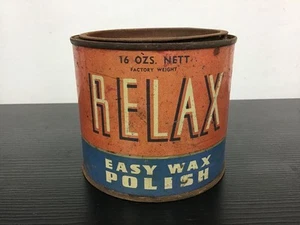 16 OZS. NETT
FACTORY WEIGHT
RELAX
EASY WAX
POLISH